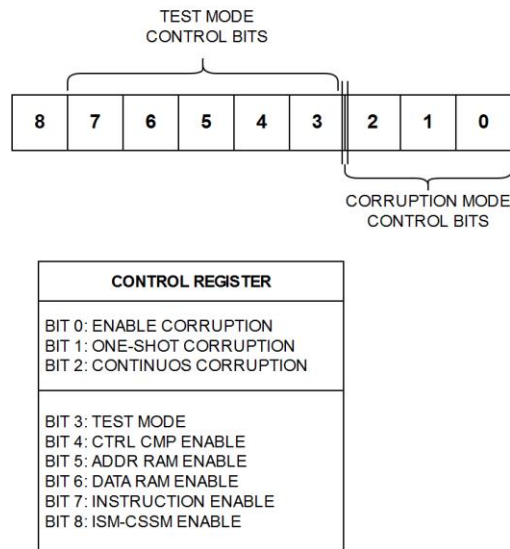 TEST MODE
CONTROL BITS
8 7 6 5 4 3 2 1 0
CORRUPTION MODE
CONTROL BITS
CONTROL REGISTER
BIT 0: ENABLE CORRUPTION
BIT 1: ONE-SHOT CORRUPTION
BIT 2: CONTINUOS CORRUPTION
BIT 3: TEST MODE
BIT 4: CTRL CMP ENABLE
BIT 5: ADDR RAM ENABLE
BIT 6: DATA RAM ENABLE
BIT 7: INSTRUCTION ENABLE
BIT 8: ISM-CSSM ENABLE